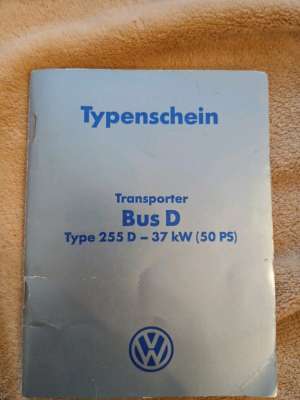 Typenschein
Transporter
Bus D
Type 255 D – 37 kW (50 PS)
VW